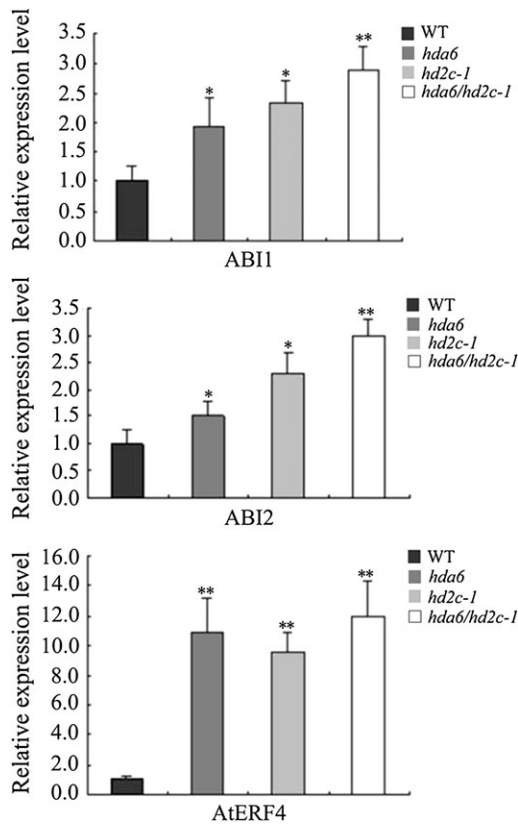 Relative expression level
3.5
3.0
2.5
2.0
1.5
1.0
0.5
0.0
*
*
**
WT
hda6
hd2c-1
hda6/hd2c-1
ABI1
Relative expression level
3.5
3.0
2.5
2.0
1.5
1.0
0.5
0.0
*
*
**
WT
hda6
hd2c-1
hda6/hd2c-1
ABI2
Relative expression level
16.0
14.0
12.0
10.0
8.0
6.0
4.0
2.0
0.0
**
**
**
WT
hda6
hd2c-1
hda6/hd2c-1
AtERF4